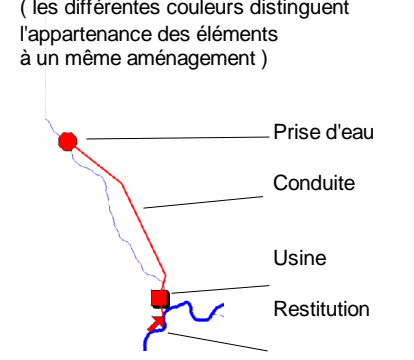 ( les différentes couleurs distinguent
l'appartenance des éléments
à un même aménagement )
Prise d'eau
Conduite
Usine
Restitution